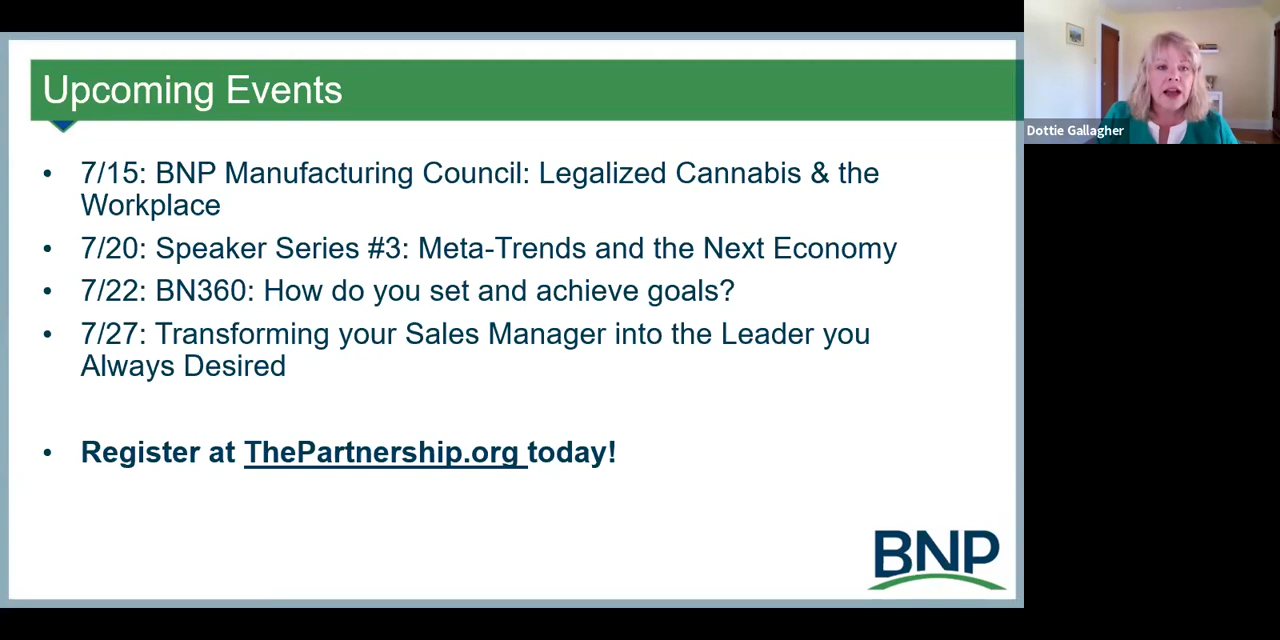 Upcoming Events
• 7/15: BNP Manufacturing Council: Legalized Cannabis & the
Workplace
• 7/20: Speaker Series #3: Meta-Trends and the Next Economy
• 7/22: BN360: How do you set and achieve goals?
• 7/27: Transforming your Sales Manager into the Leader you
Always Desired
• Register at ThePartnership.org today!
BNP
Dottie Gallagher